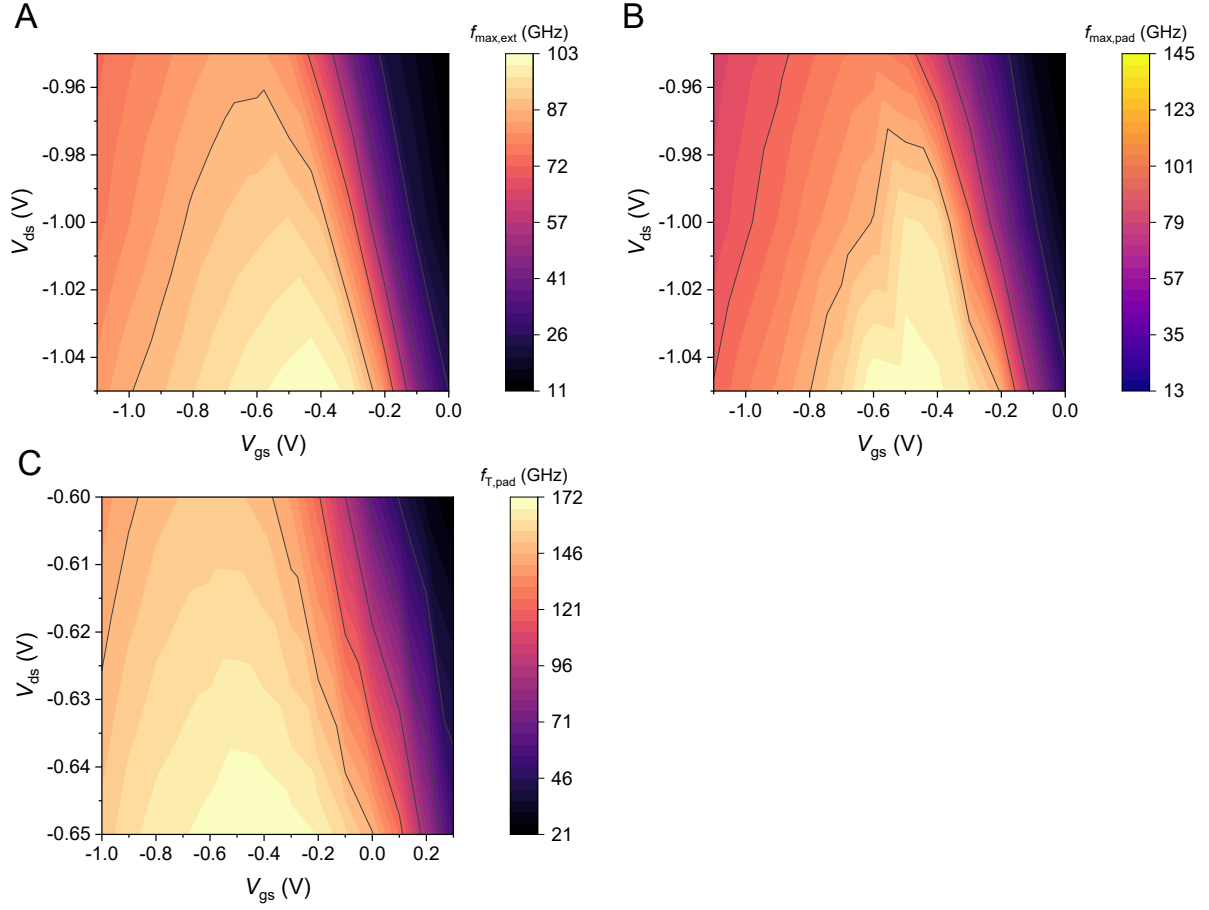 A
f_max,ext (GHz)
103
87
72
57
41
26
11
-0.96
-0.98
-1.00
-1.02
-1.04
V_ds (V)
-1.0 -0.8 -0.6 -0.4 -0.2 0.0
V_gs (V)
B
f_max,pad (GHz)
145
123
101
79
57
35
13
-0.96
-0.98
-1.00
-1.02
-1.04
V_ds (V)
-1.0 -0.8 -0.6 -0.4 -0.2 0.0
V_gs (V)
C
f_T,pad (GHz)
172
146
121
96
71
46
21
-0.60
-0.61
-0.62
-0.63
-0.64
-0.65
V_ds (V)
-1.0 -0.8 -0.6 -0.4 -0.2 0.0 0.2
V_gs (V)